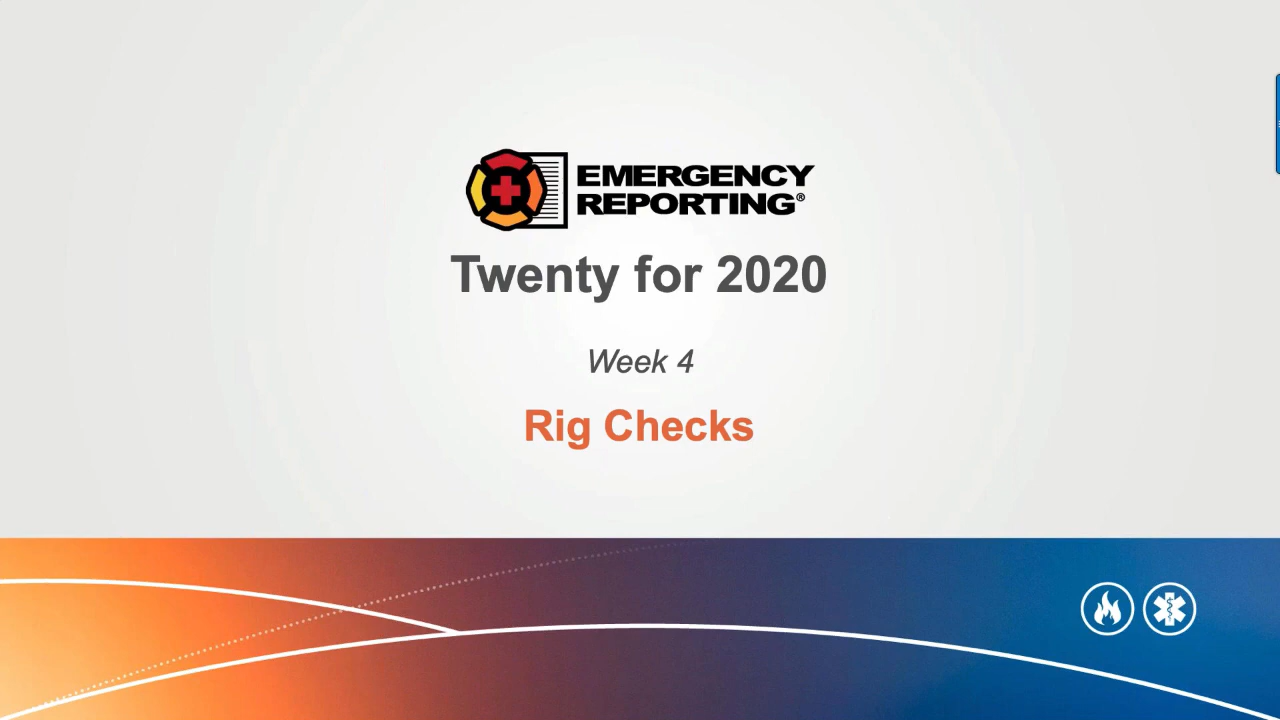 EMERGENCY
REPORTING®
Twenty for 2020
Week 4
Rig Checks